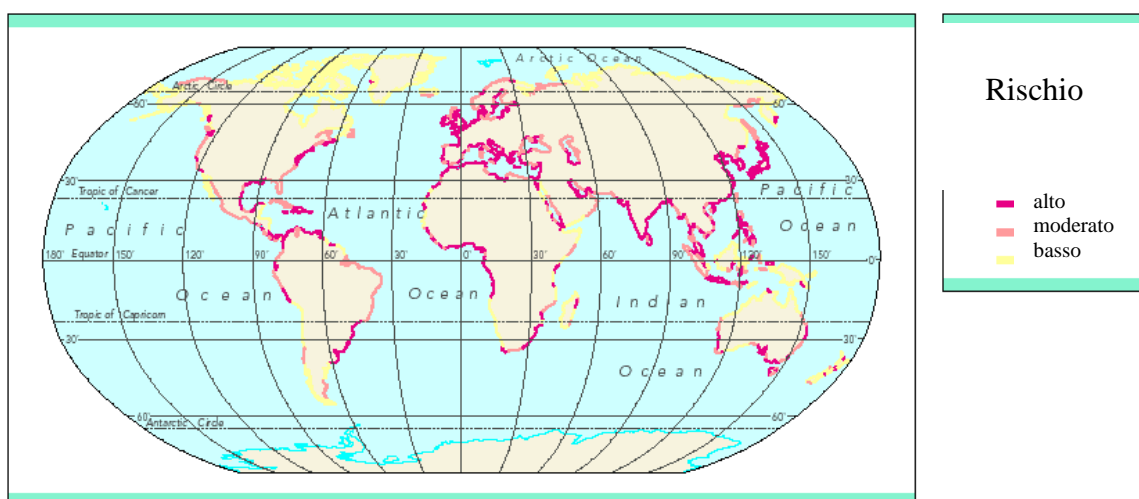 Arctic Ocean
Arctic Circle
60° 60°
30° 30°
Tropic of Cancer Pacific
Atlantic
Pacific Ocean
180° 150° Equator 120° 90° 60° 30° 0° 30° 60° 90° 120° 150° 0°
Ocean Ocean Indian
Tropic of Capricorn
30° 30°
Ocean
60° 60°
Antarctic Circle
Rischio
alto
moderato
basso